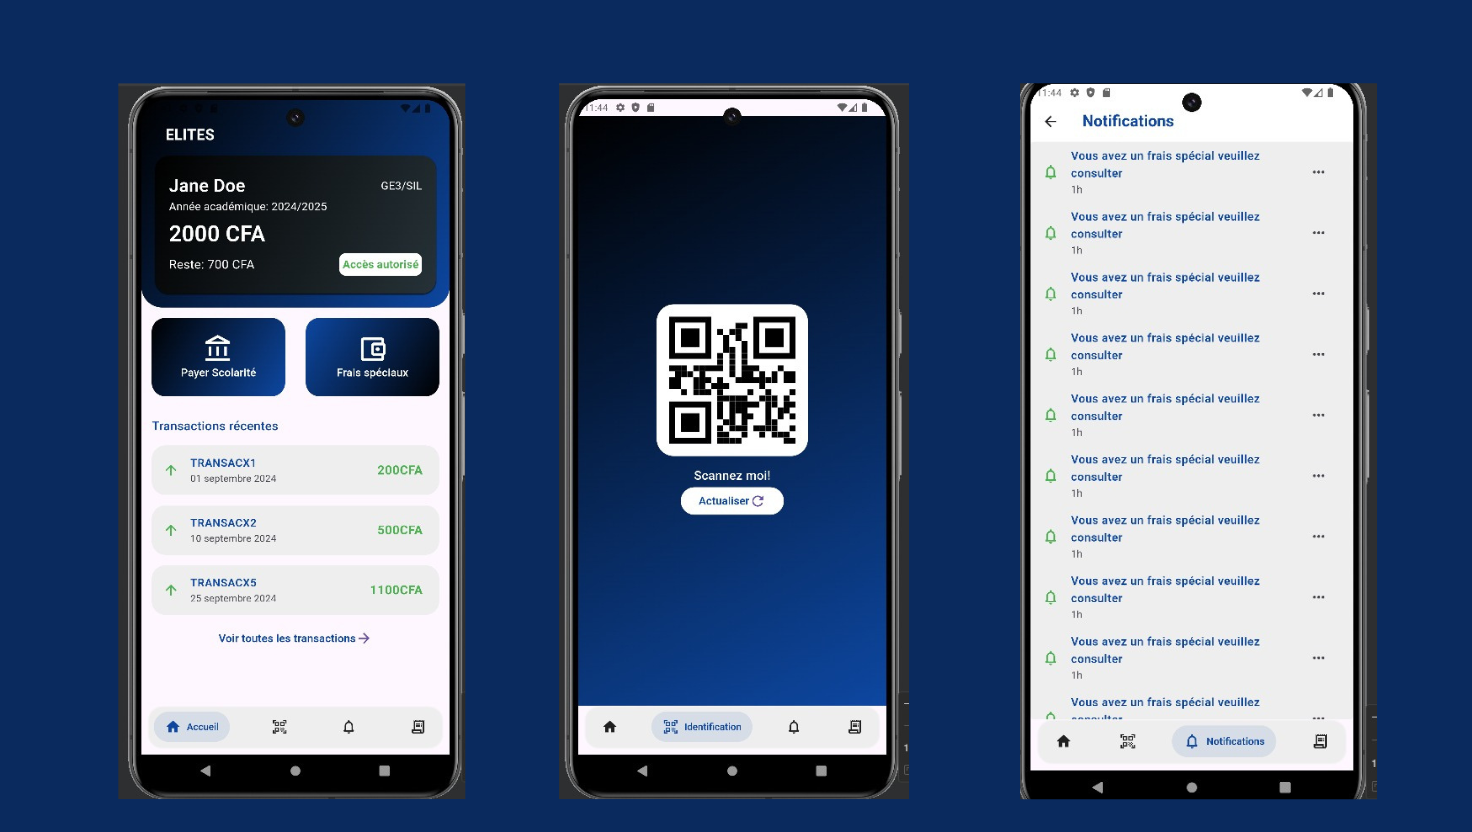 ELITES
Jane Doe
GE3/SIL
Année académique: 2024/2025
2000 CFA
Reste: 700 CFA
Accès autorisé
Payer Scolarité
Frais spéciaux
Transactions récentes
TRANSACX1
01 septembre 2024
200CFA
TRANSACX2
10 septembre 2024
500CFA
TRANSACX5
25 septembre 2024
1100CFA
Voir toutes les transactions
Accueil
11:44
Scannez moi!
Actualiser
Identification
11:44
Notifications
Vous avez un frais spécial veuillez
consulter
1h
Vous avez un frais spécial veuillez
consulter
1h
Vous avez un frais spécial veuillez
consulter
1h
Vous avez un frais spécial veuillez
consulter
1h
Vous avez un frais spécial veuillez
consulter
1h
Vous avez un frais spécial veuillez
consulter
1h
Vous avez un frais spécial veuillez
consulter
1h
Vous avez un frais spécial veuillez
consulter
1h
Vous avez un frais spécial veuillez
consulter
1h
Vous avez un frais spécial veuillez
consulter
Notifications